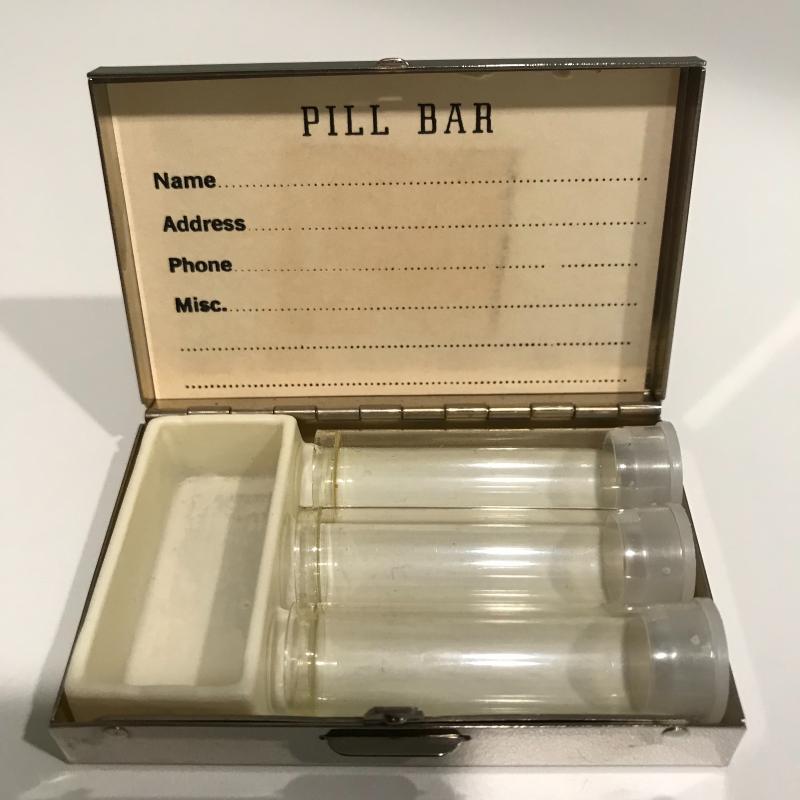 PILL BAR
Name
Address
Phone
Misc.